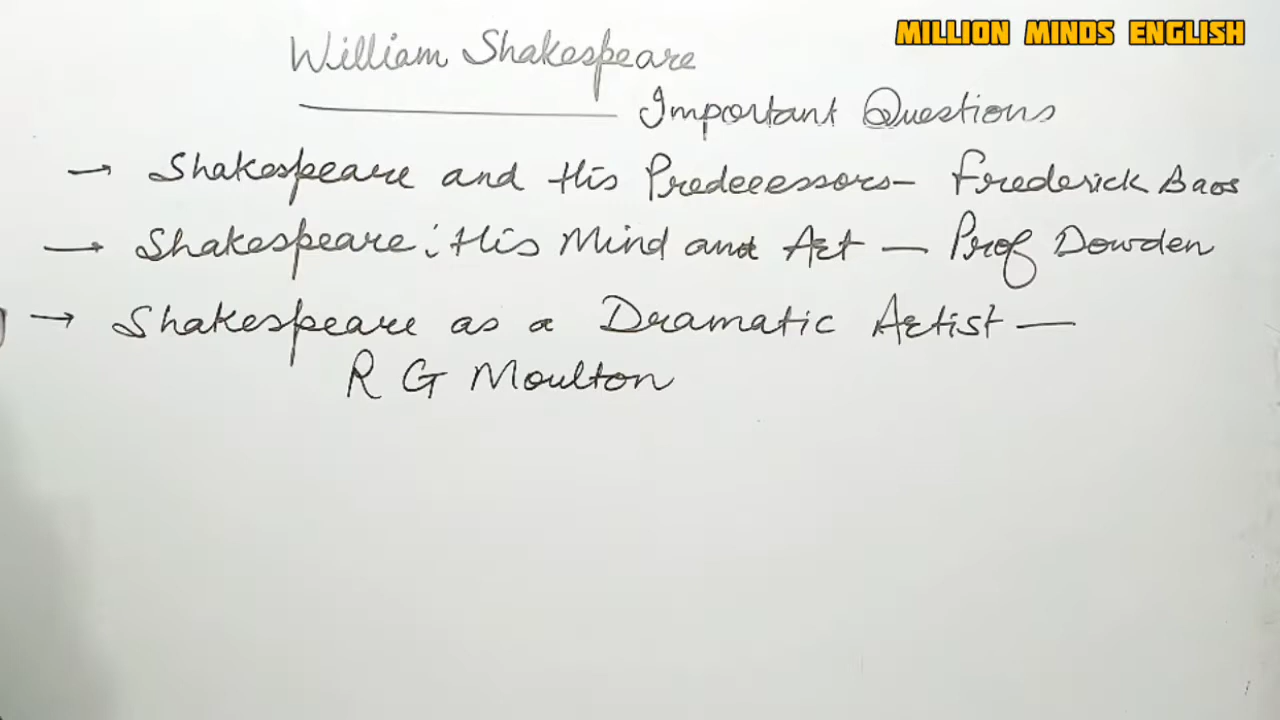 MILLION MINDS ENGLISH
William Shakespeare
Important Questions
→ Shakespeare and His Predecessors- Frederick Baos
→ Shakespeare: His Mind and Art — Prof Dowden
→ Shakespeare as a Dramatic Artist —
R G Moulton